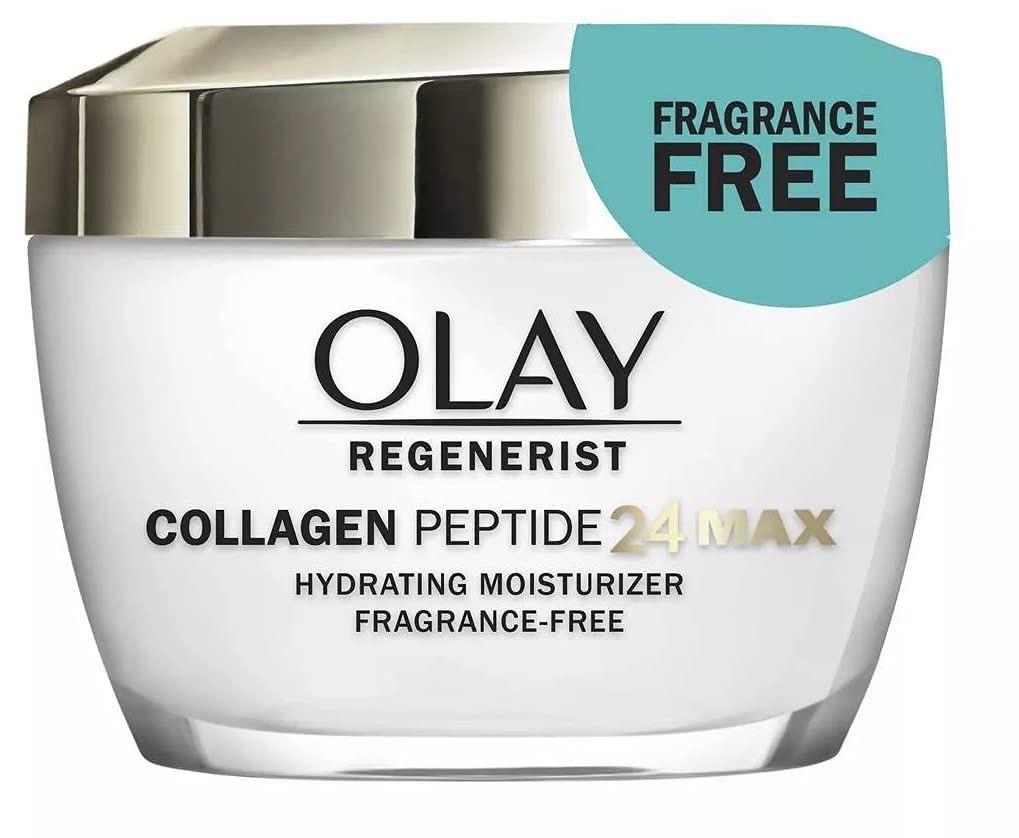 FRAGRANCE
FREE
OLAY
REGENERIST
COLLAGEN PEPTIDE 24 MAX
HYDRATING MOISTURIZER
FRAGRANCE-FREE